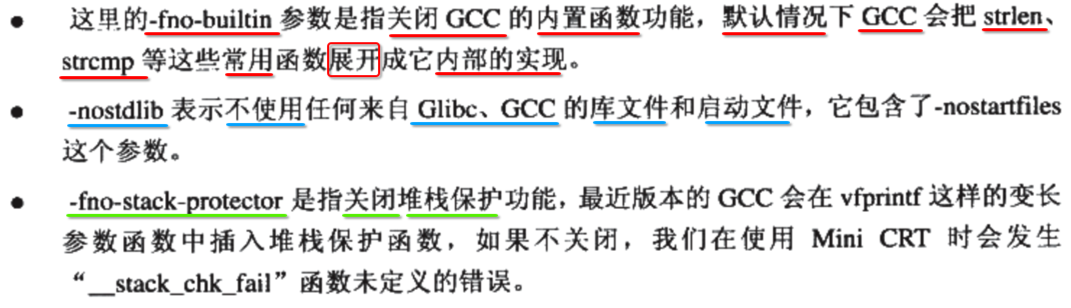 • 这里的-fno-builtin 参数是指关闭 GCC 的内置函数功能，默认情况下 GCC 会把 strlen、
strcmp 等这些常用函数展开成它内部的实现。
• -nostdlib 表示不使用任何来自 Glibc、GCC 的库文件和启动文件，它包含了-nostartfiles
这个参数。
• -fno-stack-protector 是指关闭堆栈保护功能，最近版本的 GCC 会在 vfprintf 这样的变长
参数函数中插入堆栈保护函数，如果不关闭，我们在使用 Mini CRT 时会发生
“__stack_chk_fail”函数未定义的错误。